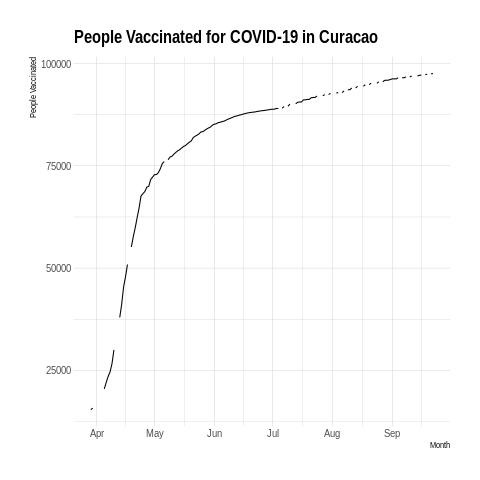 People Vaccinated for COVID-19 in Curacao
People Vaccinated
100000
75000
50000
25000
Apr May Jun Jul Aug Sep
Month